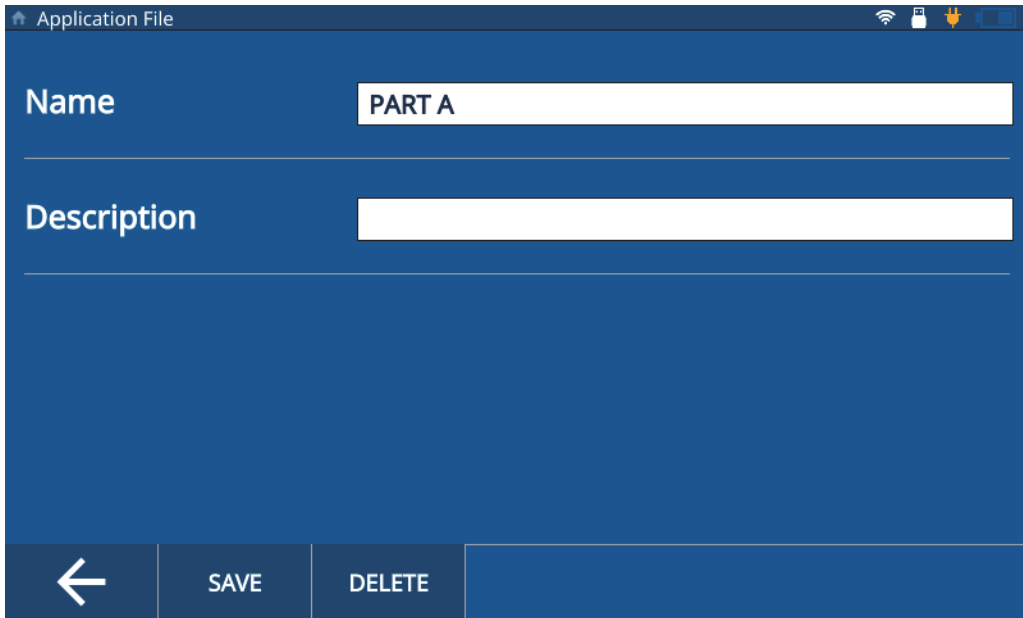 Application File
Name
PART A
Description
SAVE
DELETE